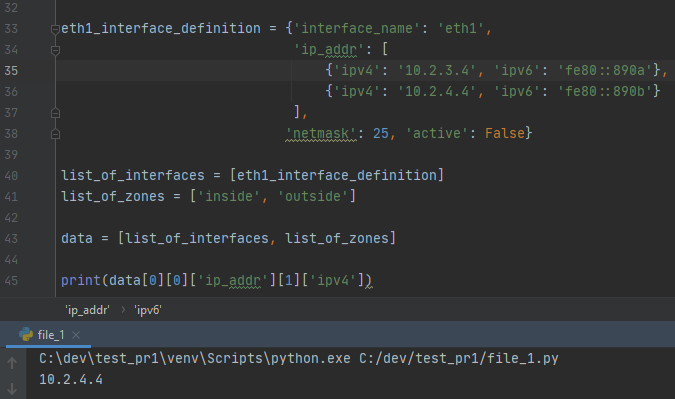 32
33 eth1_interface_definition = {'interface_name': 'eth1',
34 'ip_addr': [
35 {'ipv4': '10.2.3.4', 'ipv6': 'fe80::890a'},
36 {'ipv4': '10.2.4.4', 'ipv6': 'fe80::890b'}
37 ],
38 'netmask': 25, 'active': False}
39
40 list_of_interfaces = [eth1_interface_definition]
41 list_of_zones = ['inside', 'outside']
42
43 data = [list_of_interfaces, list_of_zones]
44
45 print(data[0][0]['ip_addr'][1]['ipv4'])
'ip_addr' › 'ipv6'
file_1 ×
C:\dev\test_pr1\venv\Scripts\python.exe C:/dev/test_pr1/file_1.py
10.2.4.4